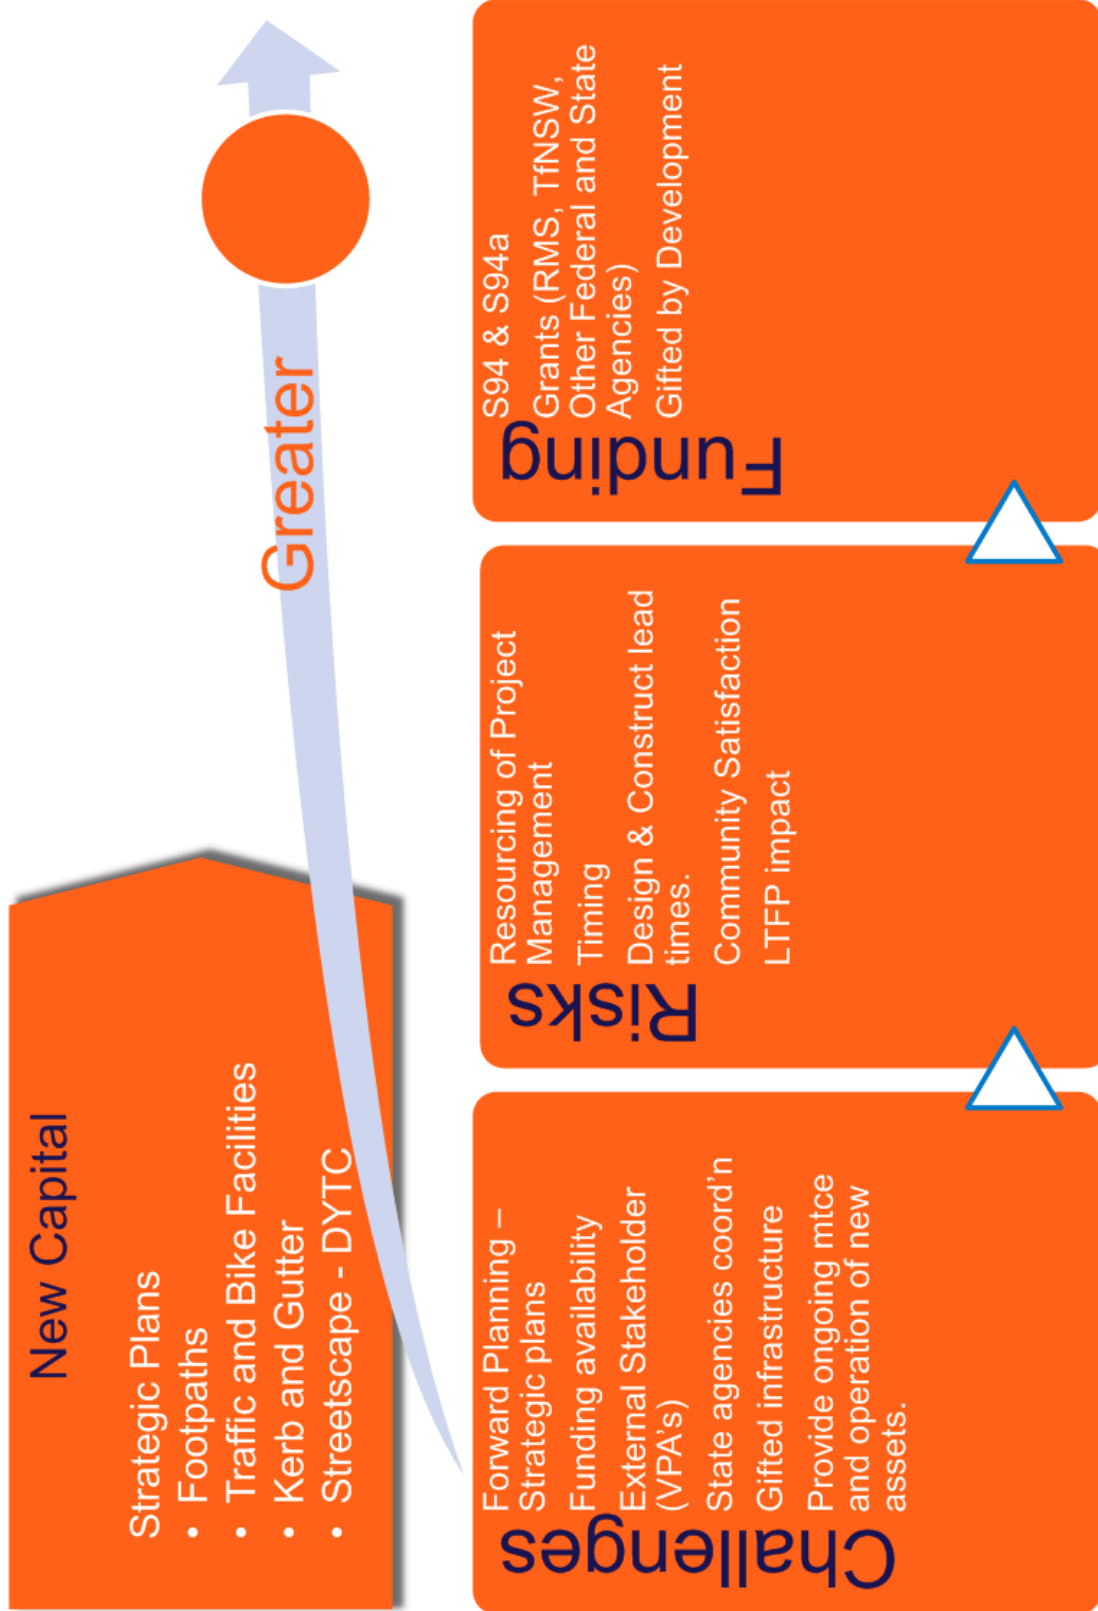 New Capital
Strategic Plans
• Footpaths
• Traffic and Bike Facilities
• Kerb and Gutter
• Streetscape - DYTC
Greater
Challenges
Forward Planning –
Strategic plans
Funding availability
External Stakeholder
(VPA's)
State agencies coord'n
Gifted infrastructure
Provide ongoing mtce
and operation of new
assets.
Risks
Resourcing of Project
Management
Timing
Design & Construct lead
times.
Community Satisfaction
LTFP impact
Funding
S94 & S94a
Grants (RMS, TfNSW,
Other Federal and State
Agencies)
Gifted by Development